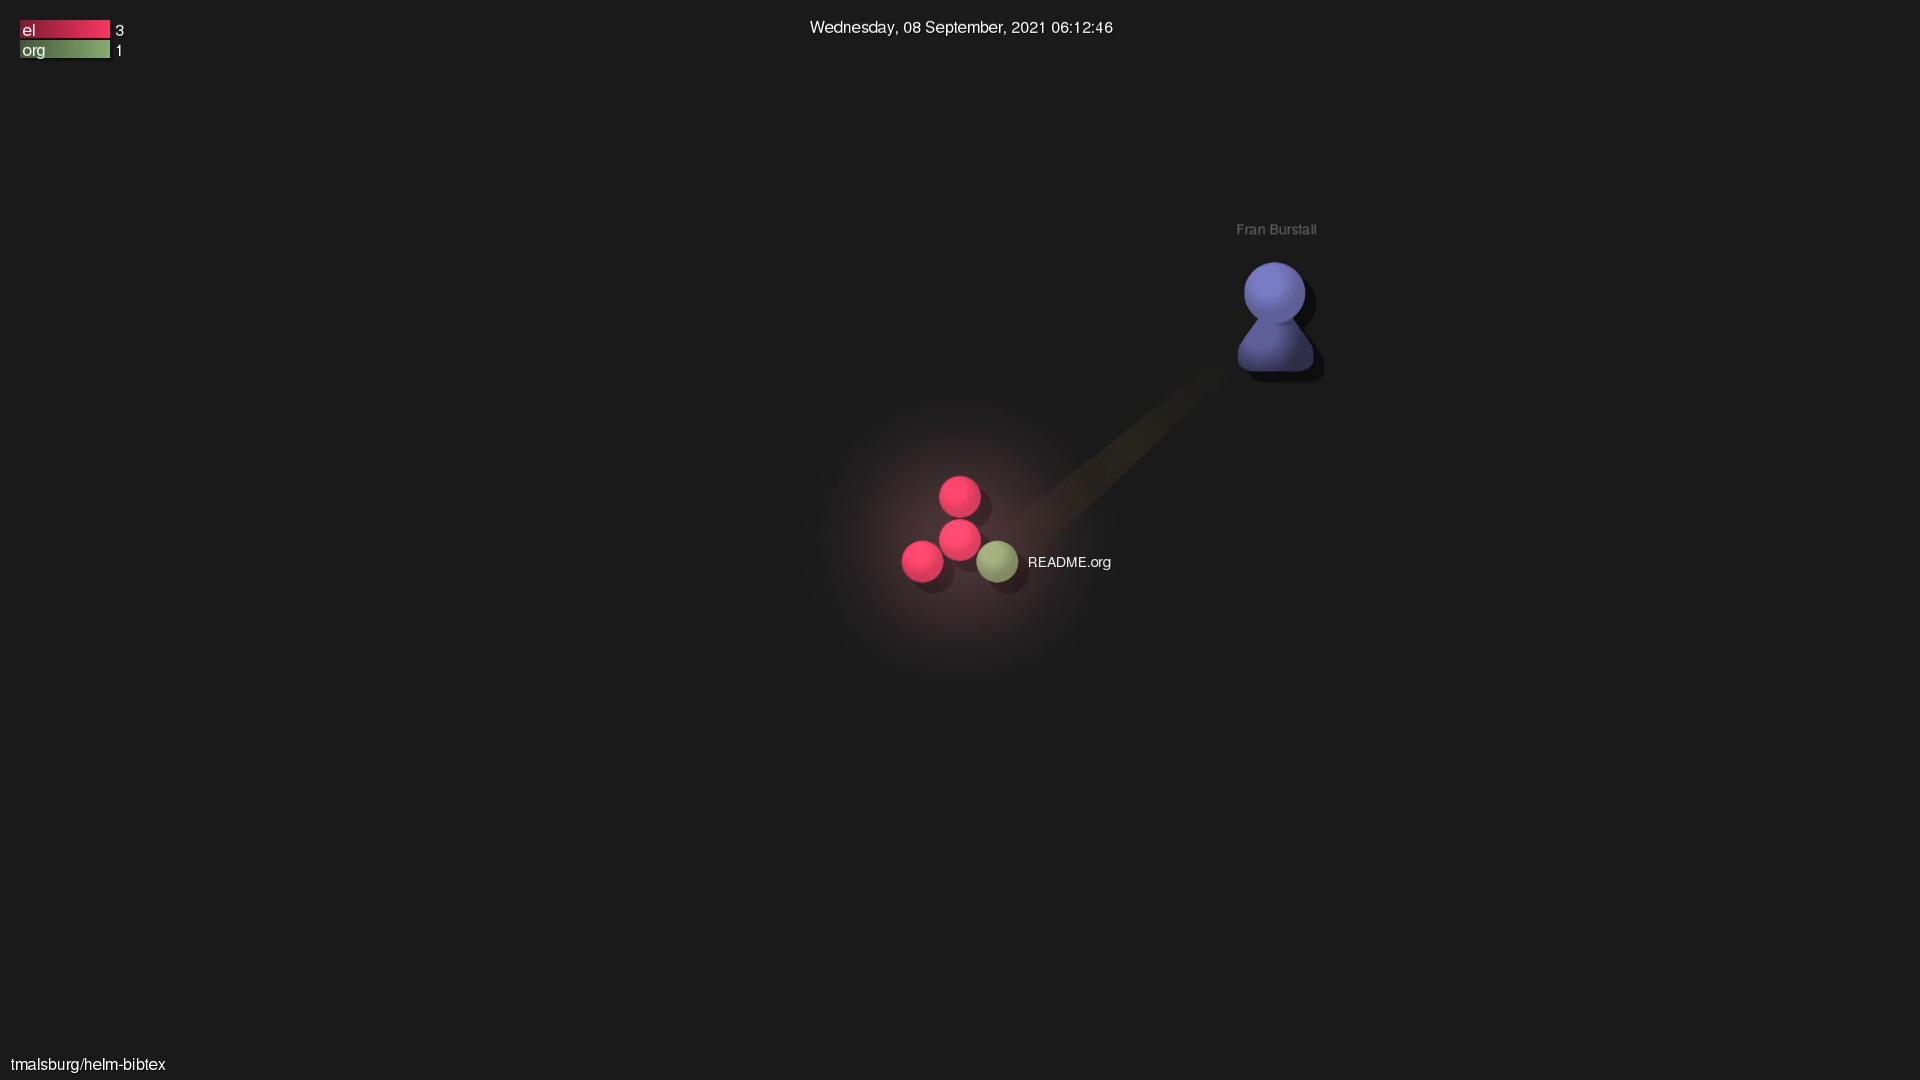 el 3
org 1
Wednesday, 08 September, 2021 06:12:46
Fran Burstall
README.org
tmalsburg/helm-bibtex